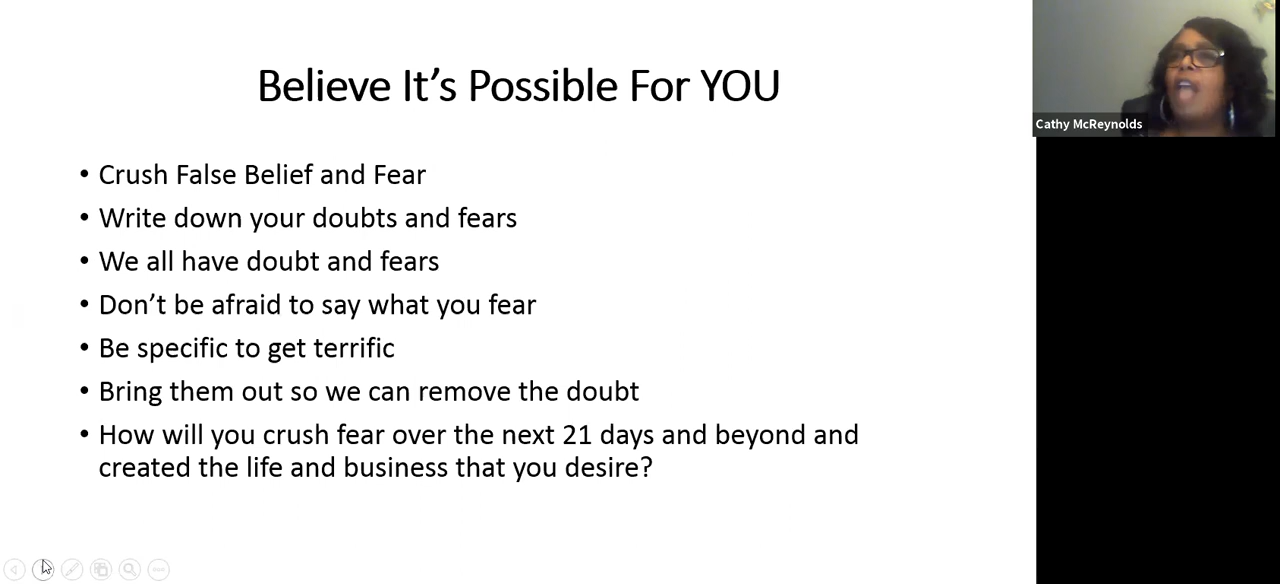 Believe It’s Possible For YOU
• Crush False Belief and Fear
• Write down your doubts and fears
• We all have doubt and fears
• Don’t be afraid to say what you fear
• Be specific to get terrific
• Bring them out so we can remove the doubt
• How will you crush fear over the next 21 days and beyond and
created the life and business that you desire?
Cathy McReynolds